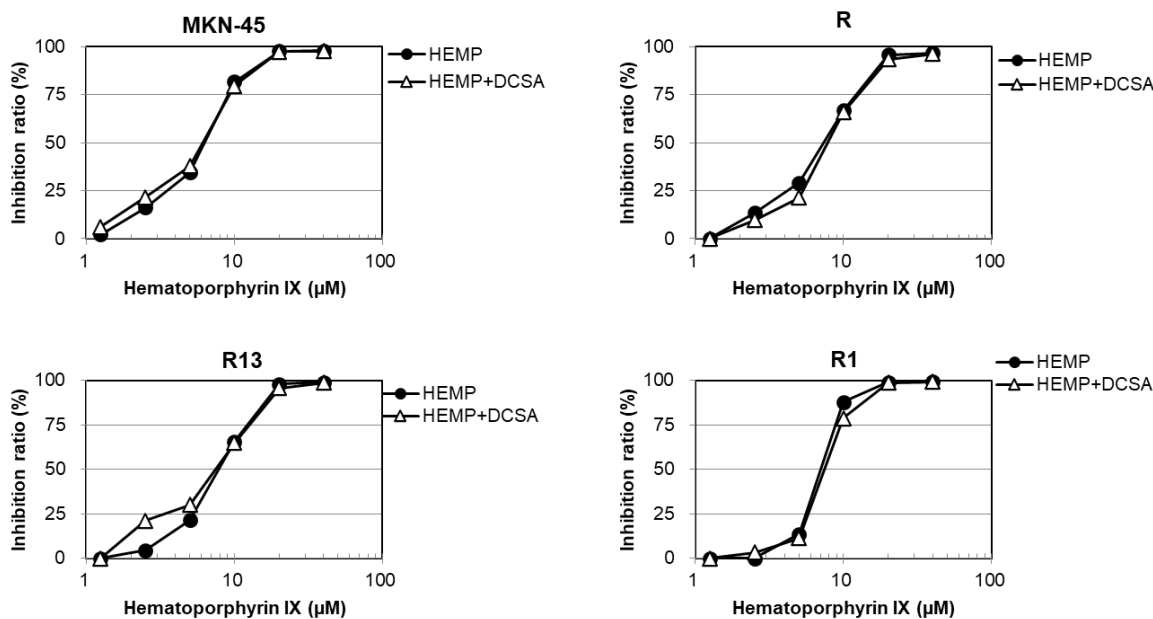 MKN-45
100
75
50
25
0
Inhibition ratio (%)
1
10
100
Hematoporphyrin IX (µM)
HEMP
HEMP+DCSA
R
100
75
50
25
0
Inhibition ratio (%)
1
10
100
Hematoporphyrin IX (µM)
HEMP
HEMP+DCSA
R13
100
75
50
25
0
Inhibition ratio (%)
1
10
100
Hematoporphyrin IX (µM)
HEMP
HEMP+DCSA
R1
100
75
50
25
0
Inhibition ratio (%)
1
10
100
Hematoporphyrin IX (µM)
HEMP
HEMP+DCSA